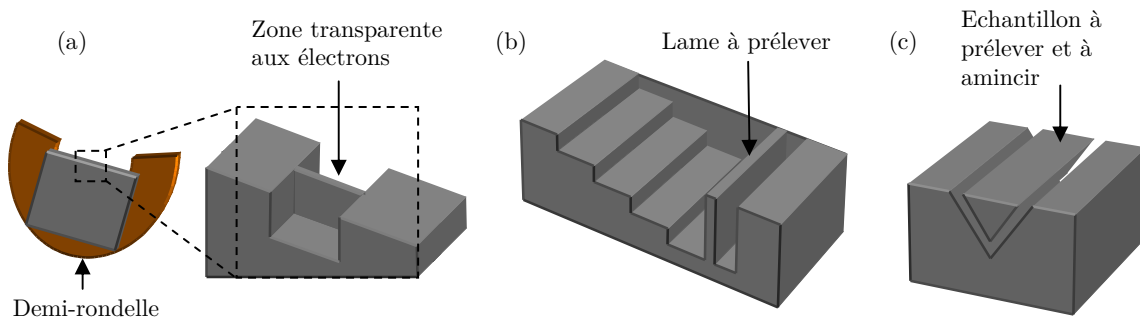 (a)
Zone transparente
aux électrons
Demi-rondelle
(b)
Lame à prélever
(c)
Echantillon à
prélever et à
amincir